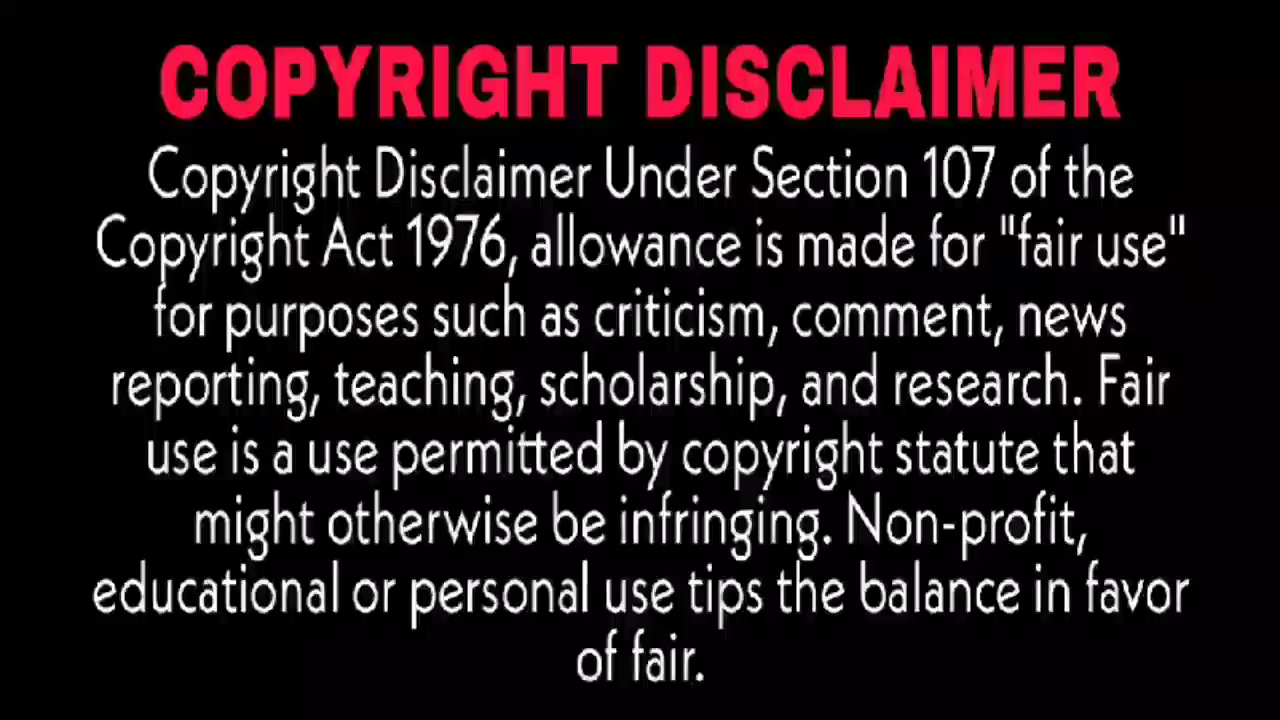 COPYRIGHT DISCLAIMER
Copyright Disclaimer Under Section 107 of the
Copyright Act 1976, allowance is made for "fair use"
for purposes such as criticism, comment, news
reporting, teaching, scholarship, and research. Fair
use is a use permitted by copyright statute that
might otherwise be infringing. Non-profit,
educational or personal use tips the balance in favor
of fair.